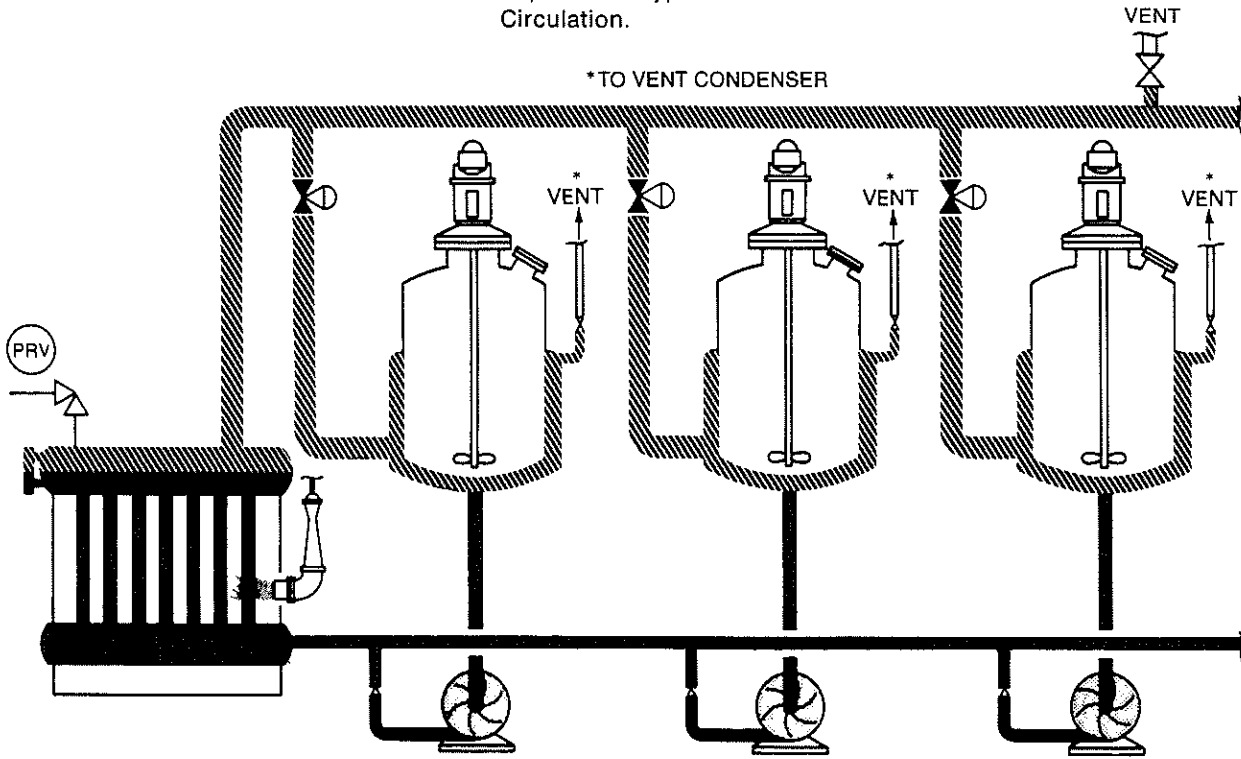 Circulation.
VENT
*TO VENT CONDENSER
*
VENT
*
VENT
*
VENT
PRV